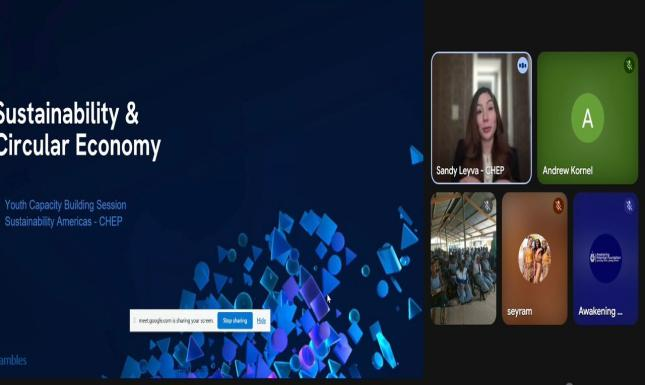 Sustainability &
Circular Economy
Youth Capacity Building Session
Sustainability Americas - CHEP
meet.google.com is sharing your screen.
Stop sharing
Hide
ambles
Sandy Leyva - CHEP
A
Andrew Kornel
seyram
Awakening ...